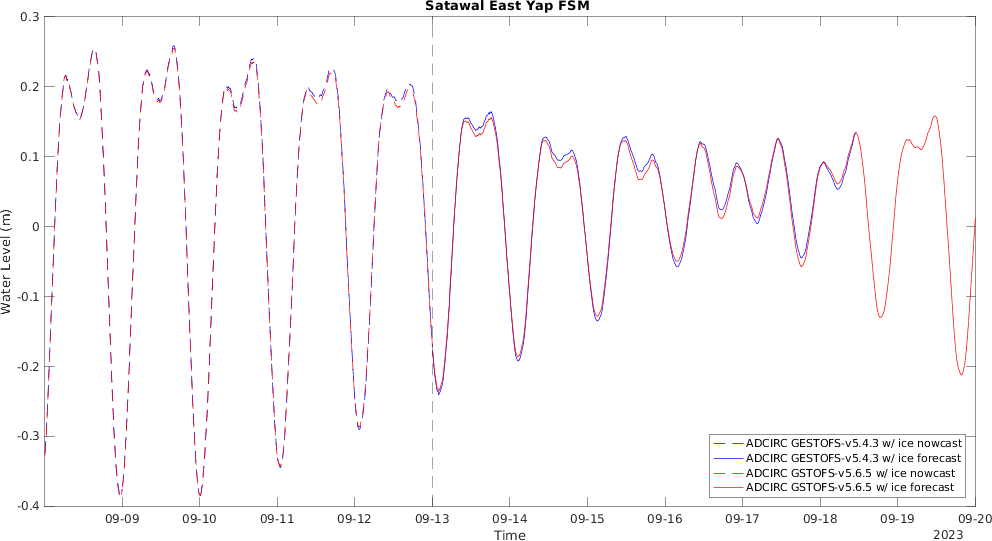 Satawal East Yap FSM
0.3
0.2
0.1
0
-0.1
-0.2
-0.3
-0.4
Water Level (m)
ADCIRC GESTOFS-v5.4.3 w/ ice nowcast
ADCIRC GESTOFS-v5.4.3 w/ ice forecast
ADCIRC GSTOFS-v5.6.5 w/ ice nowcast
ADCIRC GSTOFS-v5.6.5 w/ ice forecast
09-09 09-10 09-11 09-12 09-13 09-14 09-15 09-16 09-17 09-18 09-19 09-20
Time
2023